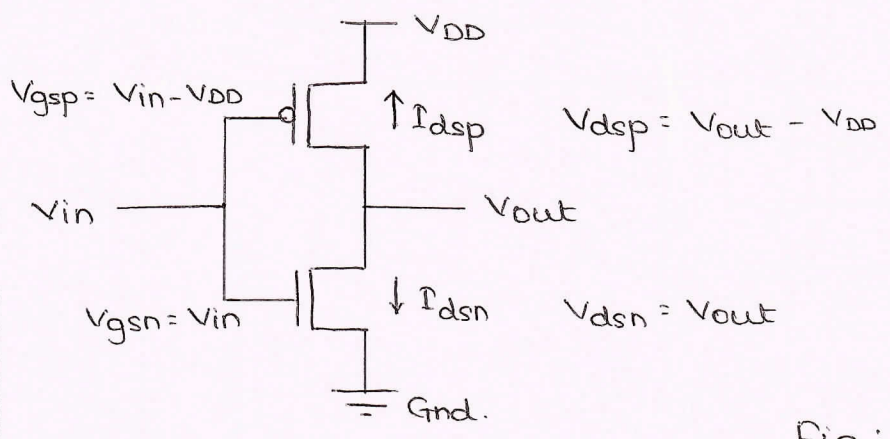 VDD
Vgsp = Vin - VDD
↑ Idsp
Vdsp = Vout - VDD
Vin
Vout
Vgsn = Vin
↓ Idsn
Vdsn = Vout
Gnd.